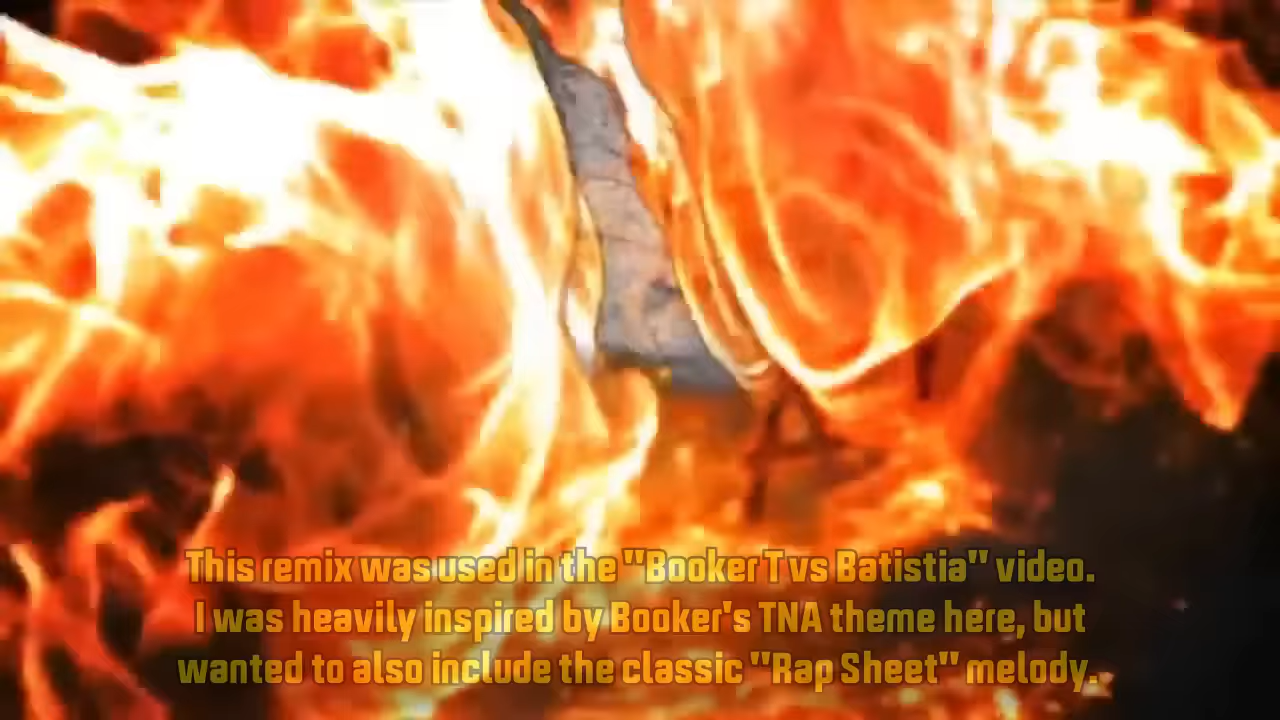 This remix was used in the "Booker T vs Batistia" video.
I was heavily inspired by Booker's TNA theme here, but
wanted to also include the classic "Rap Sheet" melody.